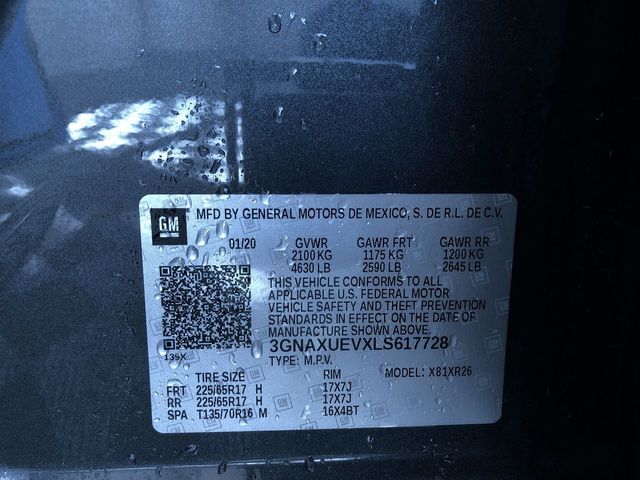 GM
MFD BY GENERAL MOTORS DE MEXICO, S. DE R.L. DE C.V.
01/20 GVWR GAWR FRT GAWR RR
2100 KG 1175 KG 1200 KG
4630 LB 2590 LB 2645 LB
THIS VEHICLE CONFORMS TO ALL
APPLICABLE U.S. FEDERAL MOTOR
VEHICLE SAFETY AND THEFT PREVENTION
STANDARDS IN EFFECT ON THE DATE OF
MANUFACTURE SHOWN ABOVE.
3GNAXUEVXLS617728
139X
TYPE: M.P.V. MODEL: X81XR26
TIRE SIZE RIM
FRT 225/65R17 H 17X7J
RR 225/65R17 H 17X7J
SPA T135/70R16 M 16X4BT